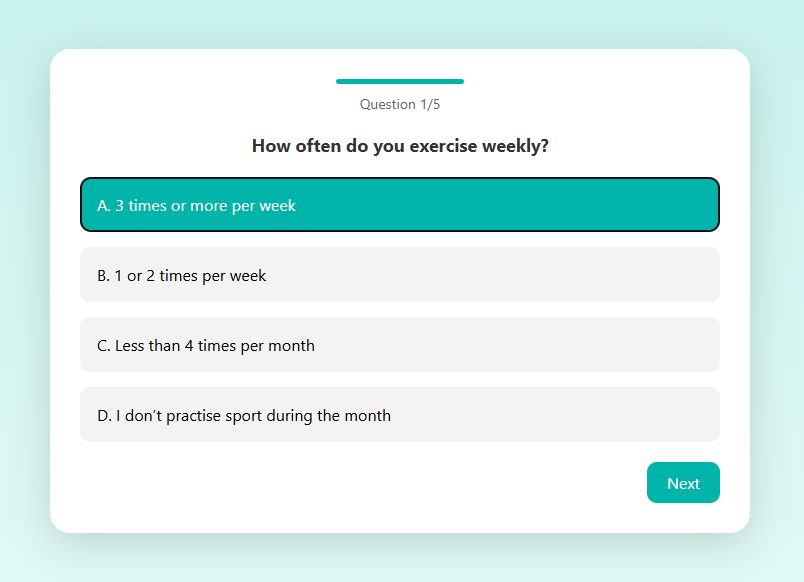 Question 1/5
How often do you exercise weekly?
A. 3 times or more per week
B. 1 or 2 times per week
C. Less than 4 times per month
D. I don’t practise sport during the month
Next